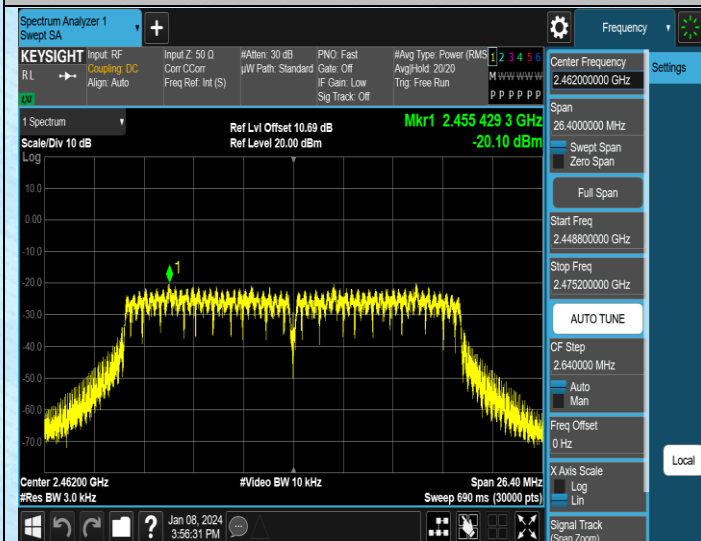 Spectrum Analyzer 1
Swept SA
Frequency
KEYSIGHT
RL
LXI
Input: RF
Coupling: DC
Align: Auto
Input Z: 50 Ω
Corr CCorr
Freq Ref: Int (S)
#Atten: 30 dB
µW Path: Standard
PNO: Fast
Gate: Off
IF Gain: Low
Sig Track: Off
#Avg Type: Power (RMS
Avg|Hold: 20/20
Trig: Free Run
1 2 3 4 5 6
M W W W W W
P P P P P P
1 Spectrum
Scale/Div 10 dB
Ref Lvl Offset 10.69 dB
Ref Level 20.00 dBm
Mkr1 2.455 429 3 GHz
-20.10 dBm
Log
10.0
0.00
-10.0
-20.0
-30.0
-40.0
-50.0
-60.0
-70.0
1
Center 2.46200 GHz
#Res BW 3.0 kHz
#Video BW 10 kHz
Span 26.40 MHz
Sweep 690 ms (30000 pts)
Jan 08, 2024
3:56:31 PM
Center Frequency
2.462000000 GHz
Span
26.4000000 MHz
Swept Span
Zero Span
Full Span
Start Freq
2.448800000 GHz
Stop Freq
2.475200000 GHz
AUTO TUNE
CF Step
2.640000 MHz
Auto
Man
Freq Offset
0 Hz
X Axis Scale
Log
Lin
Signal Track
(Span Zoom)
Settings
Local